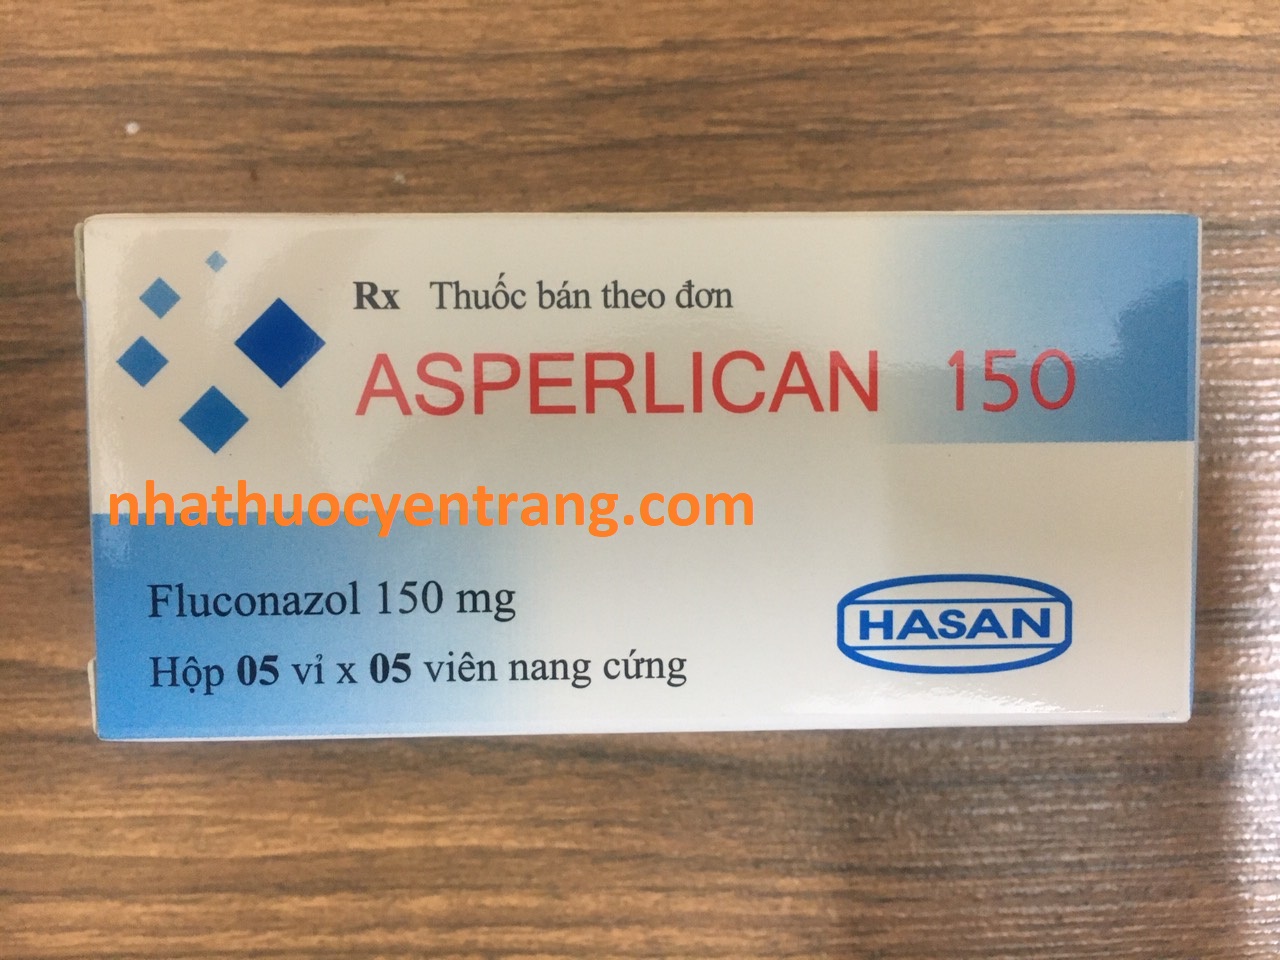 Rx Thuốc bán theo đơn
ASPERLICAN 150
nhathuocyentrang.com
Fluconazol 150 mg
Hộp 05 vỉ x 05 viên nang cứng
HASAN